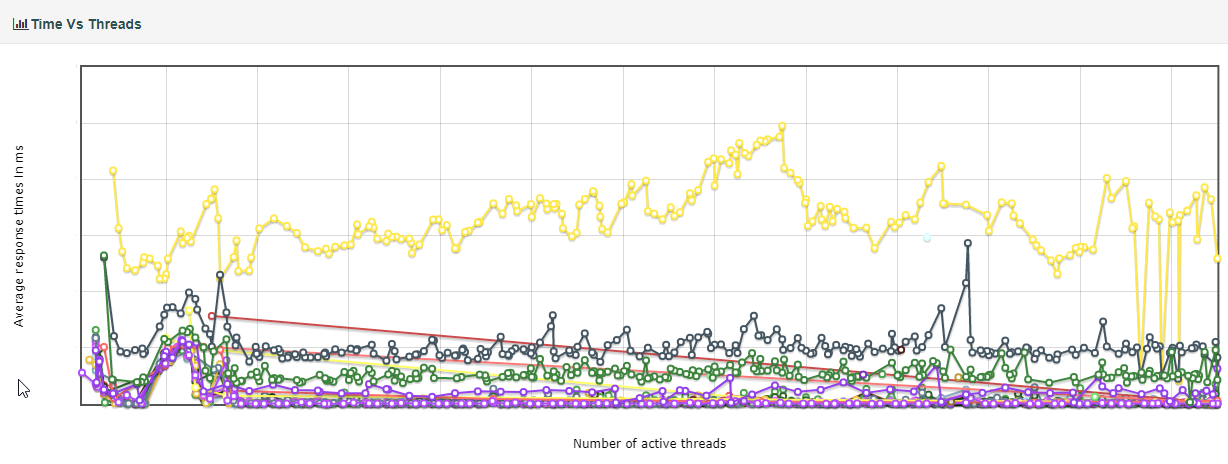 Time Vs Threads
Average response times in ms
Number of active threads